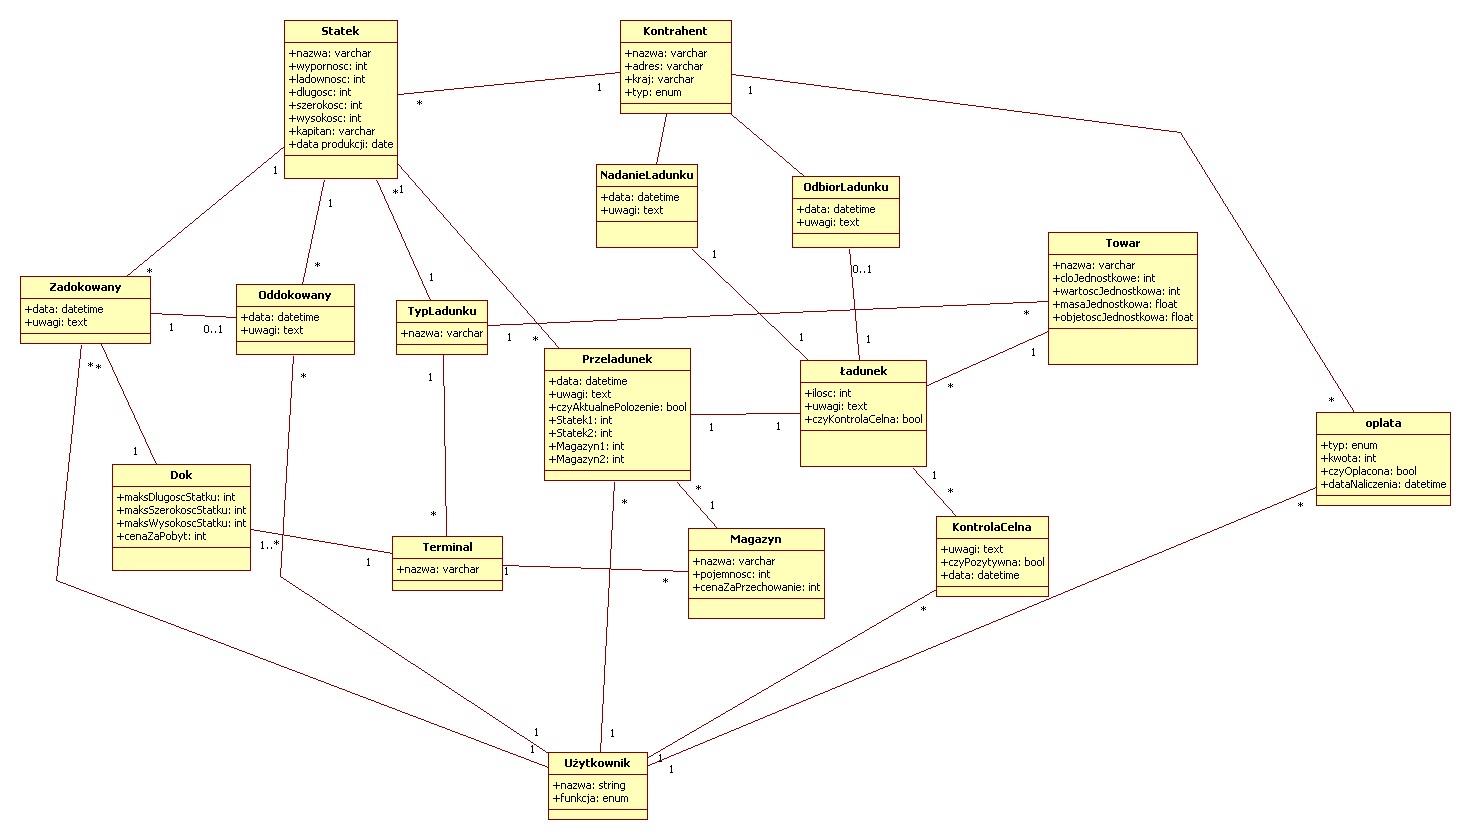 Statek
+nazwa: varchar
+wypornosc: int
+ladownosc: int
+dlugosc: int
+szerokosc: int
+wysokosc: int
+kapitan: varchar
+data produkcji: date
Kontrahent
+nazwa: varchar
+adres: varchar
+kraj: varchar
+typ: enum
*
1
1
1
*
1
*
1
*
1
*
NadanieLadunku
+data: datetime
+uwagi: text
1
OdbiorLadunku
+data: datetime
+uwagi: text
0..1
Towar
+nazwa: varchar
+cloJednostkowe: int
+wartoscJednostkowa: int
+masaJednostkowa: float
+objetoscJednostkowa: float
*
1
Zadokowany
+data: datetime
+uwagi: text
1
0..1
**
Oddokowany
+data: datetime
+uwagi: text
*
TypLadunku
+nazwa: varchar
1
1
*
Przeladunek
+data: datetime
+uwagi: text
+czyAktualnePolozenie: bool
+Statek1: int
+Statek2: int
+Magazyn1: int
+Magazyn2: int
1
1
*
*
1
1
1
Ładunek
+ilosc: int
+uwagi: text
+czyKontrolaCelna: bool
*
1
*
*
oplata
+typ: enum
+kwota: int
+czyOplacona: bool
+dataNaliczenia: datetime
*
1
Dok
+maksDlugoscStatku: int
+maksSzerokoscStatku: int
+maksWysokoscStatku: int
+cenaZaPobyt: int
1..*
1
*
Terminal
+nazwa: varchar
1
*
Magazyn
+nazwa: varchar
+pojemnosc: int
+cenaZaPrzechowanie: int
KontrolaCelna
+uwagi: text
+czyPozytywna: bool
+data: datetime
*
1
1
1
1
1
Użytkownik
+nazwa: string
+funkcja: enum